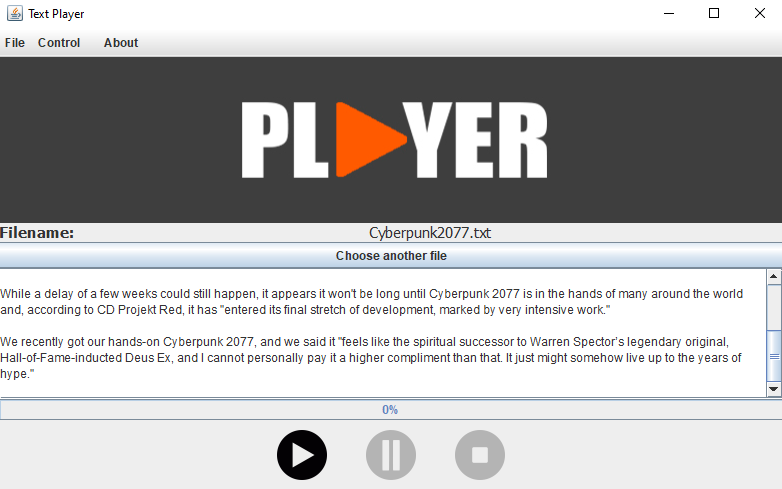 Text Player
File Control About
PLAYER
Filename: Cyberpunk2077.txt
Choose another file
While a delay of a few weeks could still happen, it appears it won't be long until Cyberpunk 2077 is in the hands of many around the world
and, according to CD Projekt Red, it has "entered its final stretch of development, marked by very intensive work."
We recently got our hands-on Cyberpunk 2077, and we said it "feels like the spiritual successor to Warren Spector's legendary original,
Hall-of-Fame-inducted Deus Ex, and I cannot personally pay it a higher compliment than that. It just might somehow live up to the years of
hype."
0%